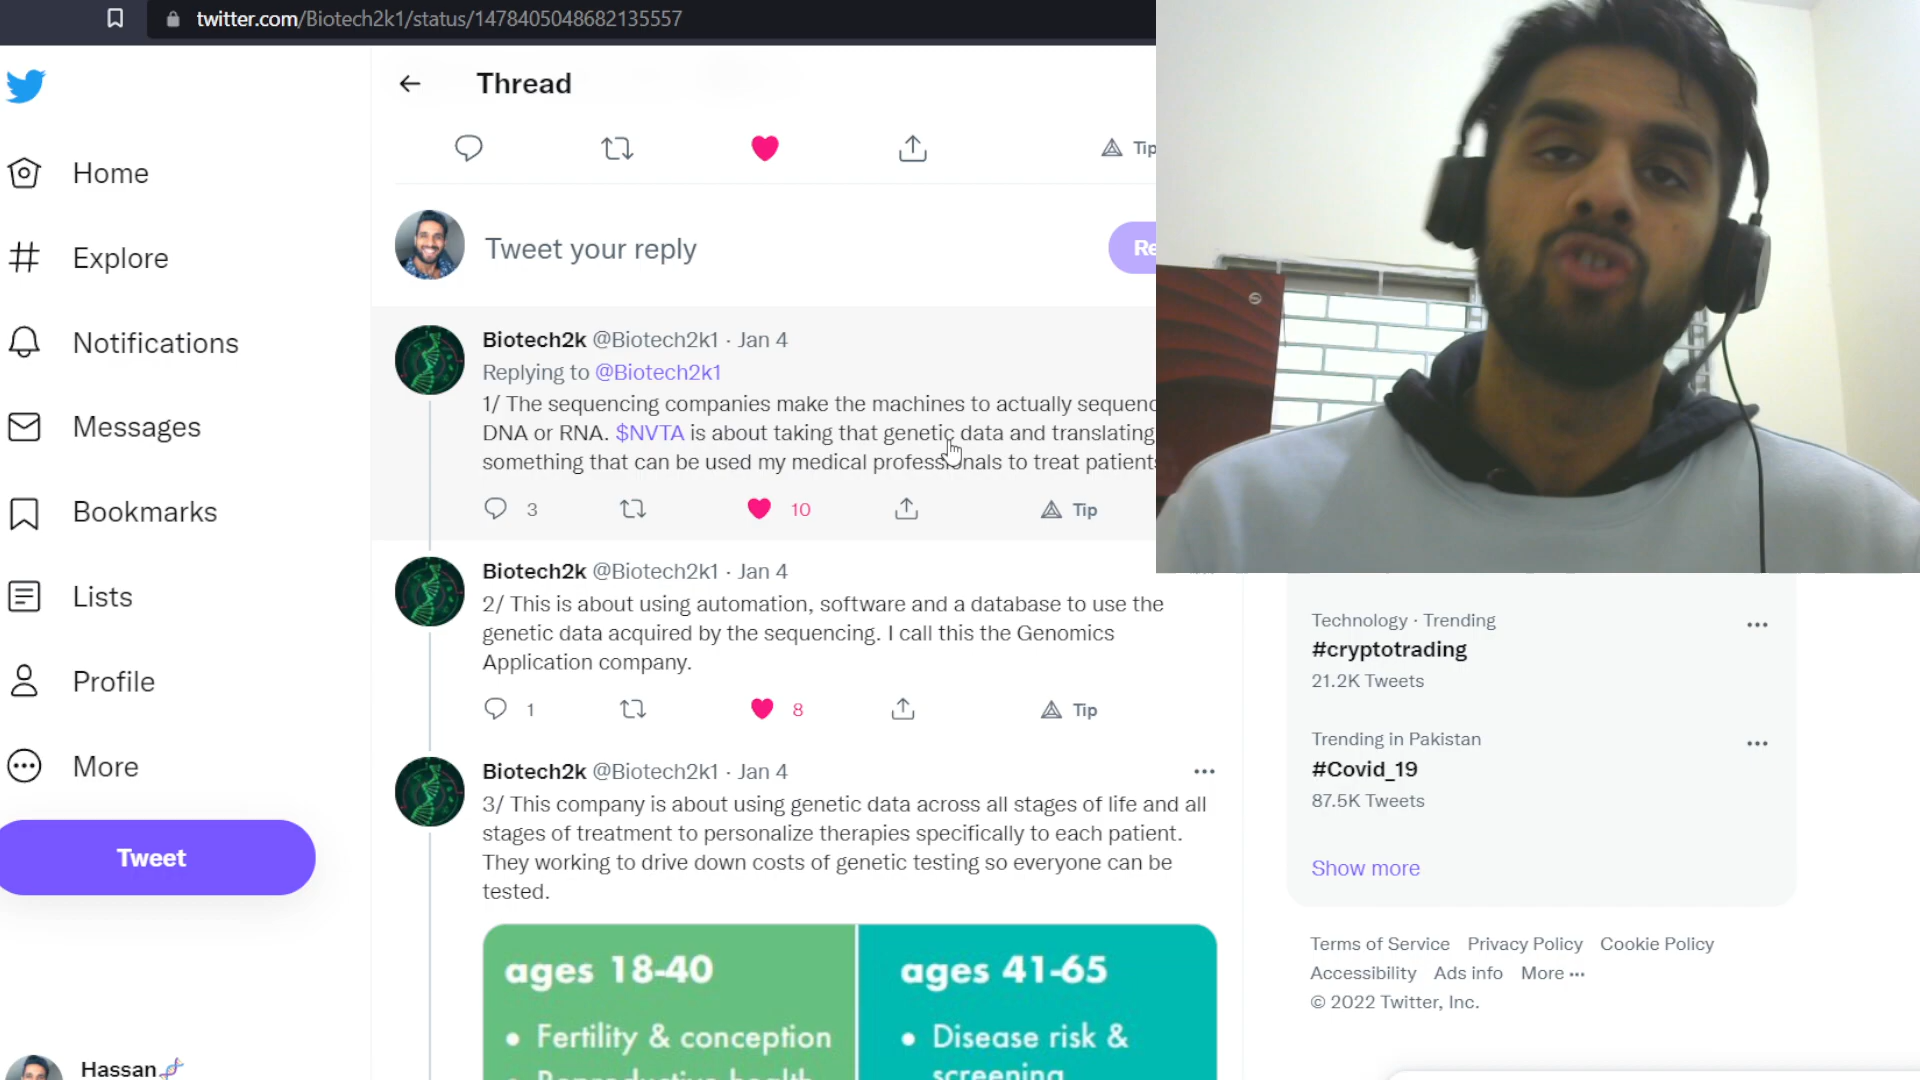 twitter.com/Biotech2k1/status/1478405048682135557
Thread
Home
Explore
Notifications
Messages
Bookmarks
Lists
Profile
More
Tweet
Hassan
Tip
Tweet your reply
Re
Biotech2k @Biotech2k1 · Jan 4
Replying to @Biotech2k1
1/ The sequencing companies make the machines to actually sequenc
DNA or RNA. $NVTA is about taking that genetic data and translating
something that can be used my medical professionals to treat patients
3 10 Tip
Biotech2k @Biotech2k1 · Jan 4
2/ This is about using automation, software and a database to use the
genetic data acquired by the sequencing. I call this the Genomics
Application company.
1 8 Tip
Biotech2k @Biotech2k1 · Jan 4
3/ This company is about using genetic data across all stages of life and all
stages of treatment to personalize therapies specifically to each patient.
They working to drive down costs of genetic testing so everyone can be
tested.
ages 18-40
• Fertility & conception
• Reproductive health
ages 41-65
• Disease risk &
screening
Technology · Trending
#cryptotrading
21.2K Tweets
Trending in Pakistan
#Covid_19
87.5K Tweets
Show more
Terms of Service Privacy Policy Cookie Policy
Accessibility Ads info More ···
© 2022 Twitter, Inc.